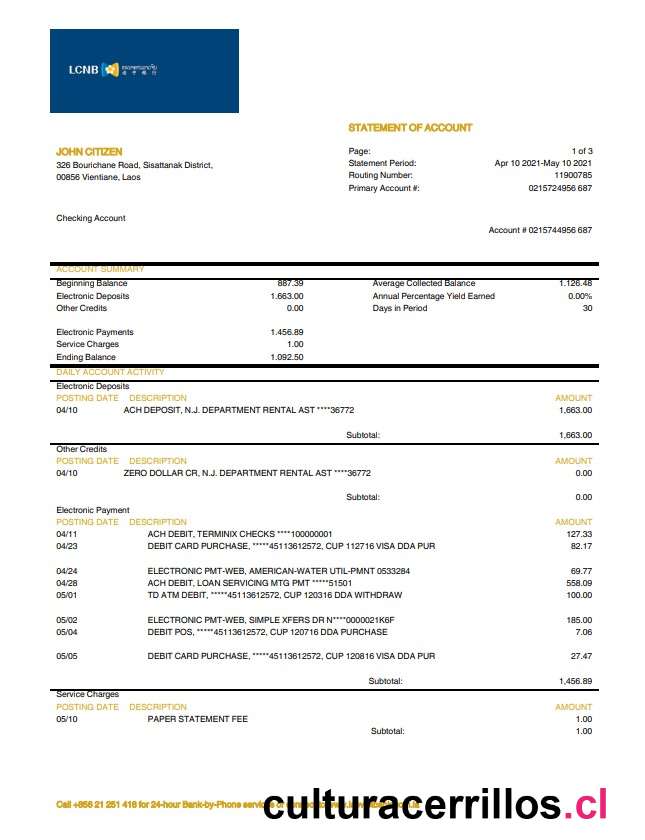 LCNB
STATEMENT OF ACCOUNT
JOHN CITIZEN
326 Bourichane Road, Sisattanak District,
00856 Vientiane, Laos
Page: 1 of 3
Statement Period: Apr 10 2021-May 10 2021
Routing Number: 11900785
Primary Account #: 0215724956 687
Checking Account
Account # 0215744956 687
ACCOUNT SUMMARY
Beginning Balance 887.39 Average Collected Balance 1.126.48
Electronic Deposits 1.663.00 Annual Percentage Yield Earned 0.00%
Other Credits 0.00 Days in Period 30
Electronic Payments 1.456.89
Service Charges 1.00
Ending Balance 1.092.50
DAILY ACCOUNT ACTIVITY
Electronic Deposits
POSTING DATE DESCRIPTION AMOUNT
04/10 ACH DEPOSIT, N.J. DEPARTMENT RENTAL AST ****36772 1,663.00
Subtotal: 1,663.00
Other Credits
POSTING DATE DESCRIPTION AMOUNT
04/10 ZERO DOLLAR CR, N.J. DEPARTMENT RENTAL AST ****36772 0.00
Subtotal: 0.00
Electronic Payment
POSTING DATE DESCRIPTION AMOUNT
04/11 ACH DEBIT, TERMINIX CHECKS ****100000001 127.33
04/23 DEBIT CARD PURCHASE, *****45113612572, CUP 112716 VISA DDA PUR 82.17
04/24 ELECTRONIC PMT-WEB, AMERICAN-WATER UTIL-PMNT 0533284 69.77
04/28 ACH DEBIT, LOAN SERVICING MTG PMT *****51501 558.09
05/01 TD ATM DEBIT, *****45113612572, CUP 120316 DDA WITHDRAW 100.00
05/02 ELECTRONIC PMT-WEB, SIMPLE XFERS DR N****0000021K6F 185.00
05/04 DEBIT POS, *****45113612572, CUP 120716 DDA PURCHASE 7.06
05/05 DEBIT CARD PURCHASE, *****45113612572, CUP 120816 VISA DDA PUR 27.47
Subtotal: 1,456.89
Service Charges
POSTING DATE DESCRIPTION AMOUNT
05/10 PAPER STATEMENT FEE 1.00
Subtotal: 1.00
Call +856 21 251 418 for 24-hour Bank-by-Phone services or
culturacerrillos.cl